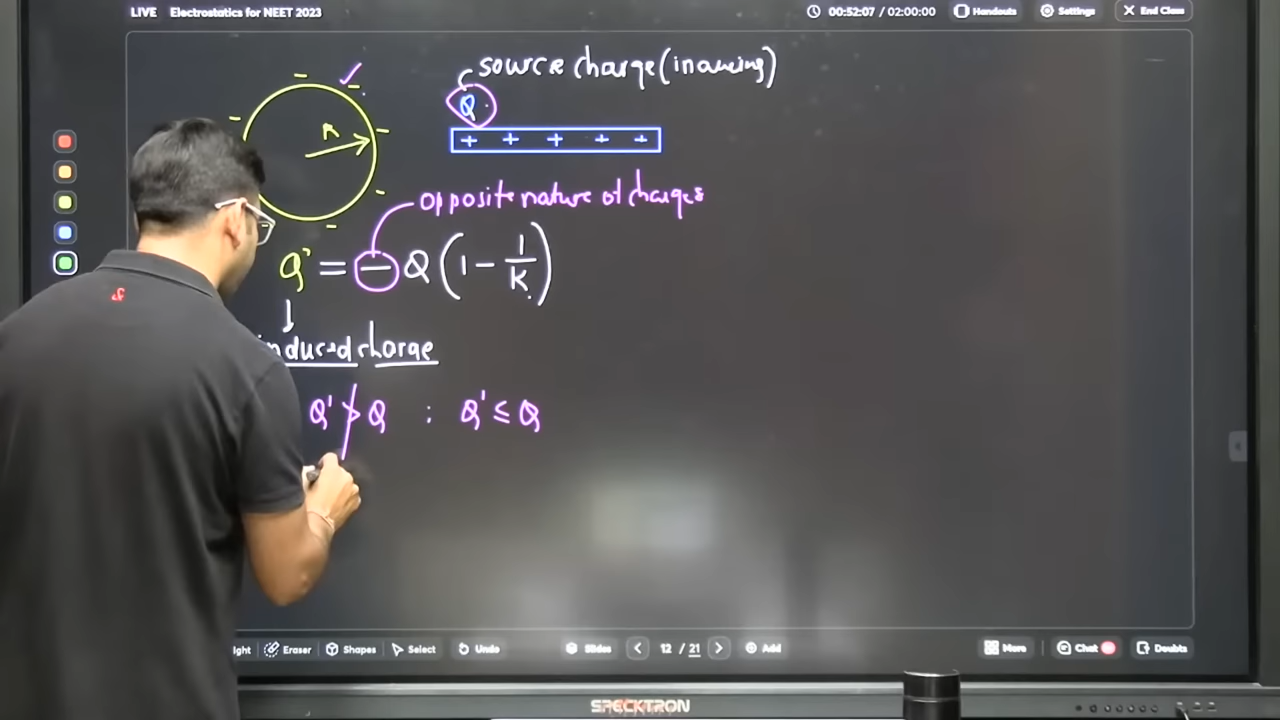 LIVE Electrostatics for NEET 2023 00:52:07 / 02:00:00 Handouts Settings End Class
source charge (inducing)
Q
R
+ + + + +
opposite nature of charges
q' = − Q (1 − 1/K)
induced charge
Q' ≯ Q : Q' ≤ Q
ght Eraser Shapes Select Undo Slides 12 / 21 Add More Chat Doubts
SPECKTRON